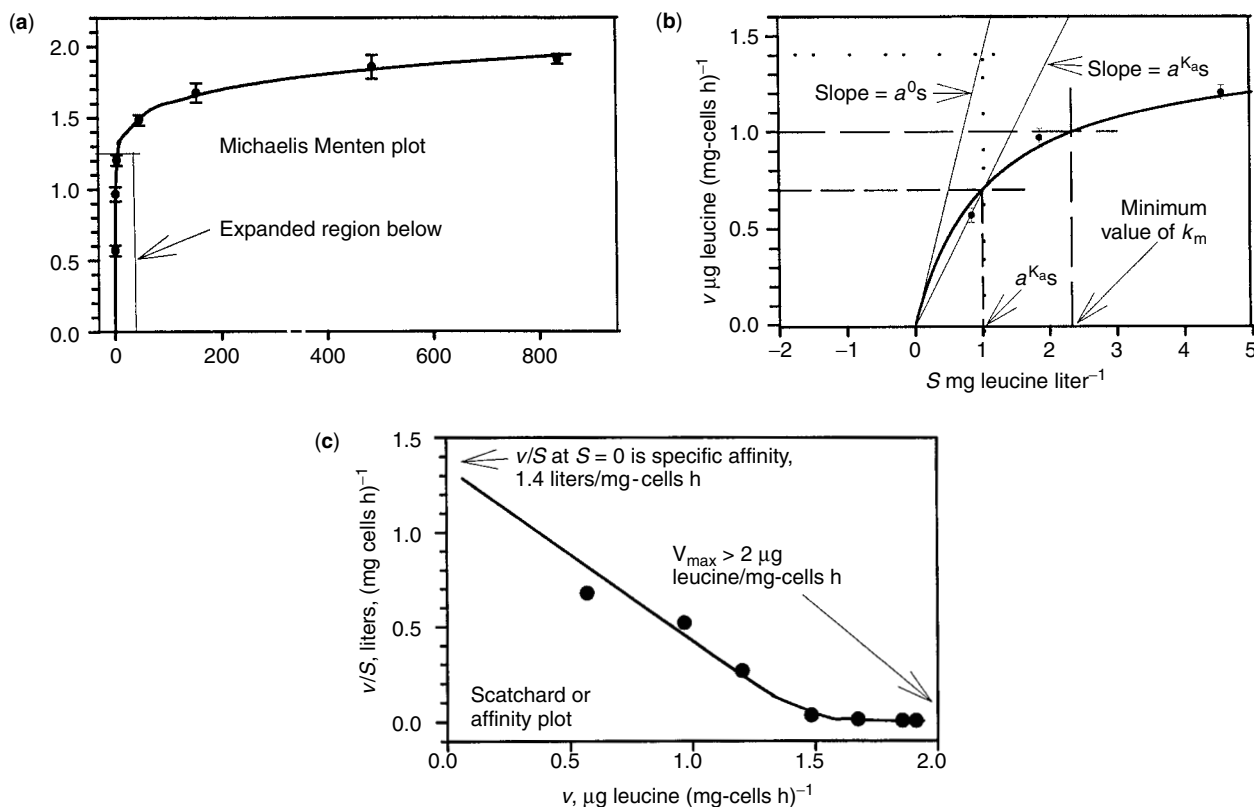 (a)
2.0
1.5
1.0
0.5
0.0
Michaelis Menten plot
Expanded region below
0 200 400 600 800
(b)
v µg leucine (mg-cells h)⁻¹
1.5
1.0
0.5
0.0
Slope = a⁰s
Slope = aᴷᵃs
Minimum
value of kₘ
aᴷᵃs
−2 −1 0 1 2 3 4 5
S mg leucine liter⁻¹
(c)
v/S, liters, (mg cells h)⁻¹
1.5
1.0
0.5
0.0
v/S at S = 0 is specific affinity,
1.4 liters/mg-cells h
Vmax > 2 µg
leucine/mg-cells h
Scatchard or
affinity plot
0.0 0.5 1.0 1.5 2.0
v, µg leucine (mg-cells h)⁻¹